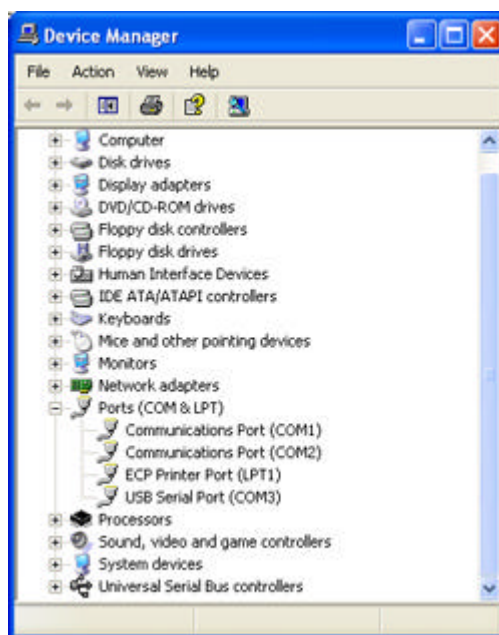 Device Manager
File Action View Help
Computer
Disk drives
Display adapters
DVD/CD-ROM drives
Floppy disk controllers
Floppy disk drives
Human Interface Devices
IDE ATA/ATAPI controllers
Keyboards
Mice and other pointing devices
Monitors
Network adapters
Ports (COM & LPT)
Communications Port (COM1)
Communications Port (COM2)
ECP Printer Port (LPT1)
USB Serial Port (COM3)
Processors
Sound, video and game controllers
System devices
Universal Serial Bus controllers